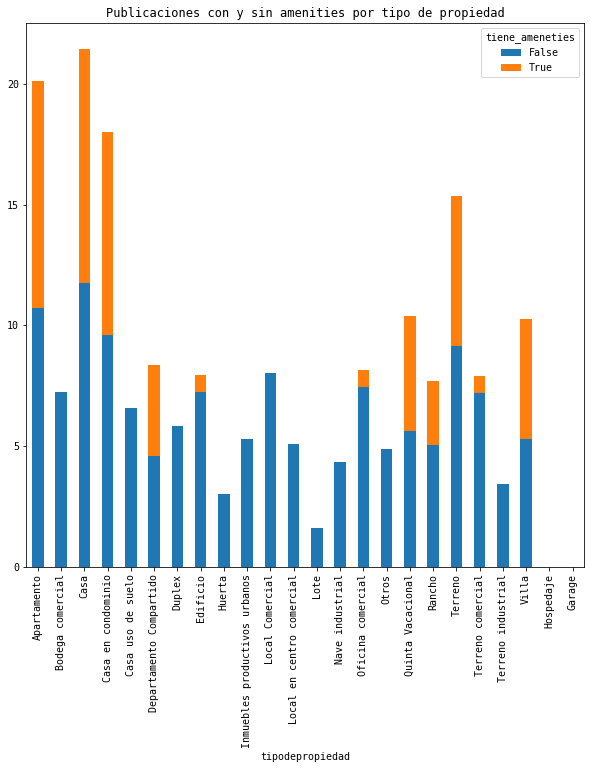 Publicaciones con y sin amenities por tipo de propiedad
tiene_ameneties
False
True
20
15
10
5
0
Apartamento
Bodega comercial
Casa
Casa en condominio
Casa uso de suelo
Departamento Compartido
Duplex
Edificio
Huerta
Inmuebles productivos urbanos
Local Comercial
Local en centro comercial
Lote
Nave industrial
Oficina comercial
Otros
Quinta Vacacional
Rancho
Terreno
Terreno comercial
Terreno industrial
Villa
Hospedaje
Garage
tipodepropiedad